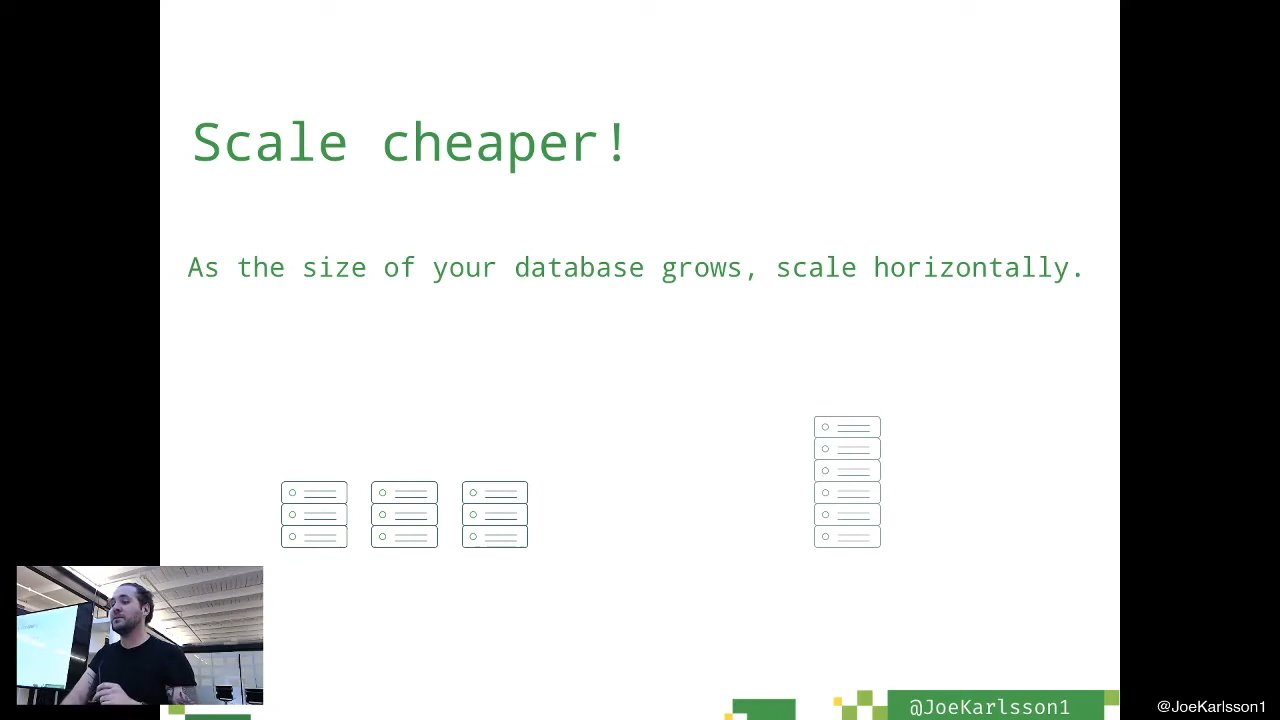 Scale cheaper!
As the size of your database grows, scale horizontally.
@JoeKarlsson1
@JoeKarlsson1